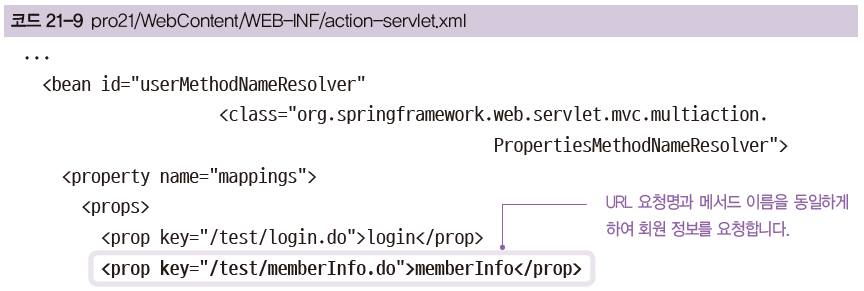 코드 21-9 pro21/WebContent/WEB-INF/action-servlet.xml
...
<bean id="userMethodNameResolver"
<class="org.springframework.web.servlet.mvc.multiaction.
PropertiesMethodNameResolver">
<property name="mappings">
<props>
<prop key="/test/login.do">login</prop>
<prop key="/test/memberInfo.do">memberInfo</prop>
URL 요청명과 메서드 이름을 동일하게
하여 회원 정보를 요청합니다.